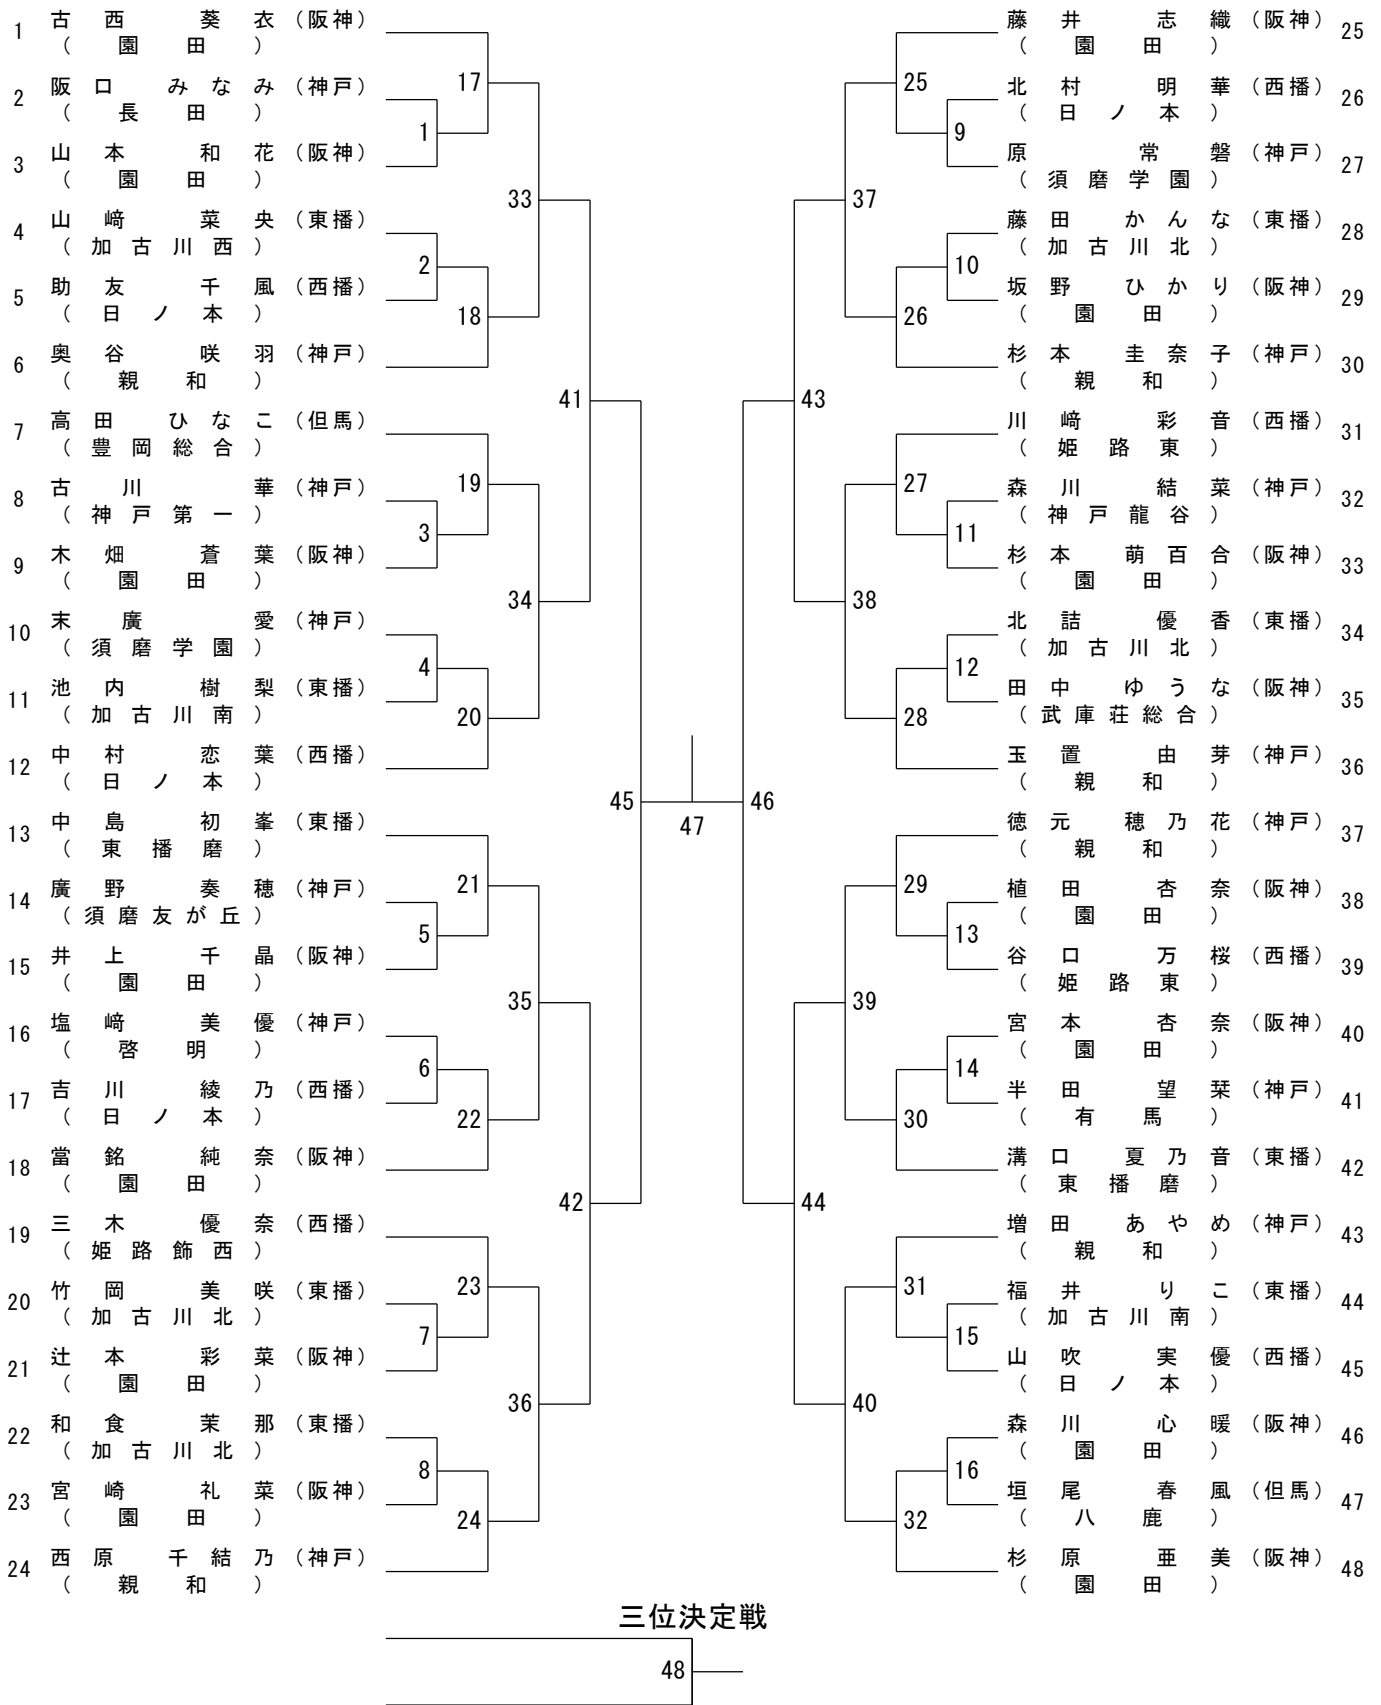 1 古西 葵衣 (阪神)
(園田)
2 阪口 みなみ (神戸)
(長田)
3 山本 和花 (阪神)
(園田)
4 山﨑 菜央 (東播)
(加古川西)
5 助友 千風 (西播)
(日ノ本)
6 奥谷 咲羽 (神戸)
(親和)
7 高田 ひなこ (但馬)
(豊岡総合)
8 古川 華 (神戸)
(神戸第一)
9 木畑 蒼葉 (阪神)
(園田)
10 末廣 愛 (神戸)
(須磨学園)
11 池内 樹梨 (東播)
(加古川南)
12 中村 恋葉 (西播)
(日ノ本)
13 中島 初峯 (東播)
(東播磨)
14 廣野 奏穂 (神戸)
(須磨友が丘)
15 井上 千晶 (阪神)
(園田)
16 塩﨑 美優 (神戸)
(啓明)
17 吉川 綾乃 (西播)
(日ノ本)
18 當銘 純奈 (阪神)
(園田)
19 三木 優奈 (西播)
(姫路飾西)
20 竹岡 美咲 (東播)
(加古川北)
21 辻本 彩菜 (阪神)
(園田)
22 和食 茉那 (東播)
(加古川北)
23 宮崎 礼菜 (阪神)
(園田)
24 西原 千結乃 (神戸)
(親和)
17
1
33
2
18
41
19
3
34
4
20
45
21
5
35
6
22
42
23
7
36
8
24
47
46
43
37
25
9
10
26
27
11
38
12
28
29
13
39
14
30
44
31
15
40
16
32
藤井 志織 (阪神) 25
(園田)
北村 明華 (西播) 26
(日ノ本)
原 常磐 (神戸) 27
(須磨学園)
藤田 かんな (東播) 28
(加古川北)
坂野 ひかり (阪神) 29
(園田)
杉本 圭奈子 (神戸) 30
(親和)
川﨑 彩音 (西播) 31
(姫路東)
森川 結菜 (神戸) 32
(神戸龍谷)
杉本 萌百合 (阪神) 33
(園田)
北詰 優香 (東播) 34
(加古川北)
田中 ゆうな (阪神) 35
(武庫荘総合)
玉置 由芽 (神戸) 36
(親和)
徳元 穂乃花 (神戸) 37
(親和)
植田 杏奈 (阪神) 38
(園田)
谷口 万桜 (西播) 39
(姫路東)
宮本 杏奈 (阪神) 40
(園田)
半田 望栞 (神戸) 41
(有馬)
溝口 夏乃音 (東播) 42
(東播磨)
増田 あやめ (神戸) 43
(親和)
福井 りこ (東播) 44
(加古川南)
山吹 実優 (西播) 45
(日ノ本)
森川 心暖 (阪神) 46
(園田)
垣尾 春風 (但馬) 47
(八鹿)
杉原 亜美 (阪神) 48
(園田)
三位決定戦
48